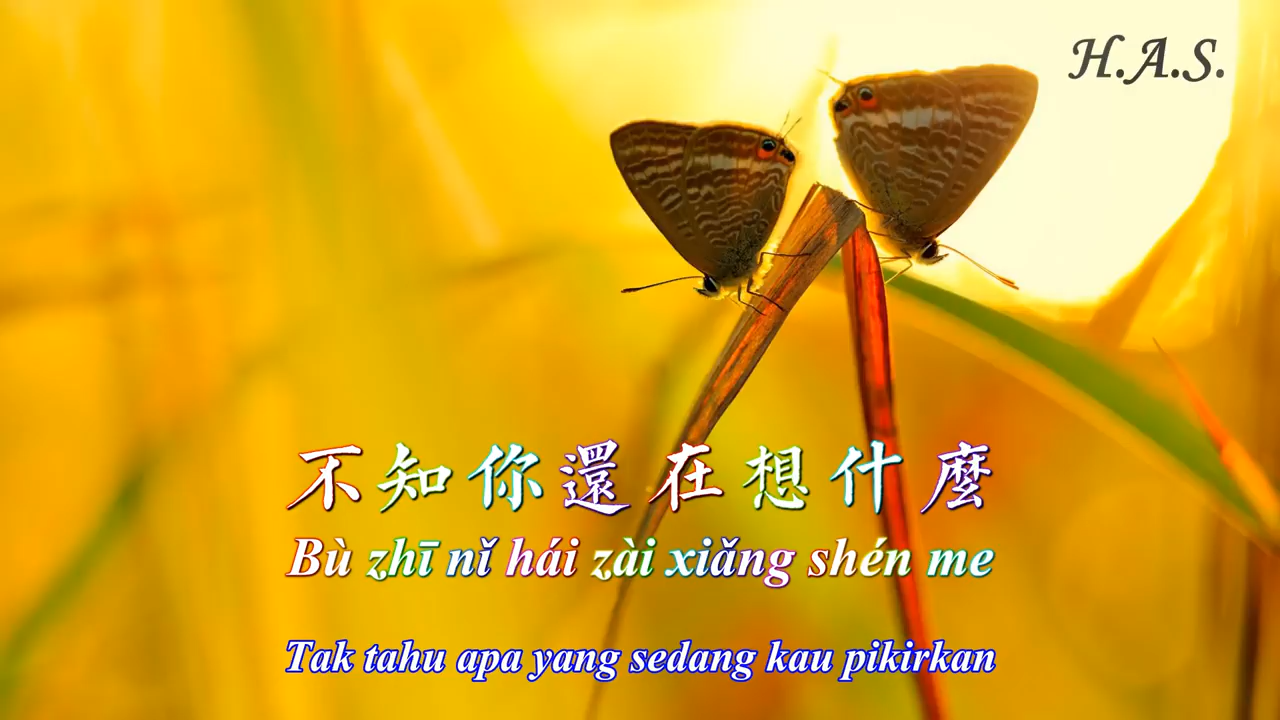 H.A.S.
不知你還在想什麼
Bù zhī nǐ hái zài xiǎng shén me
Tak tahu apa yang sedang kau pikirkan